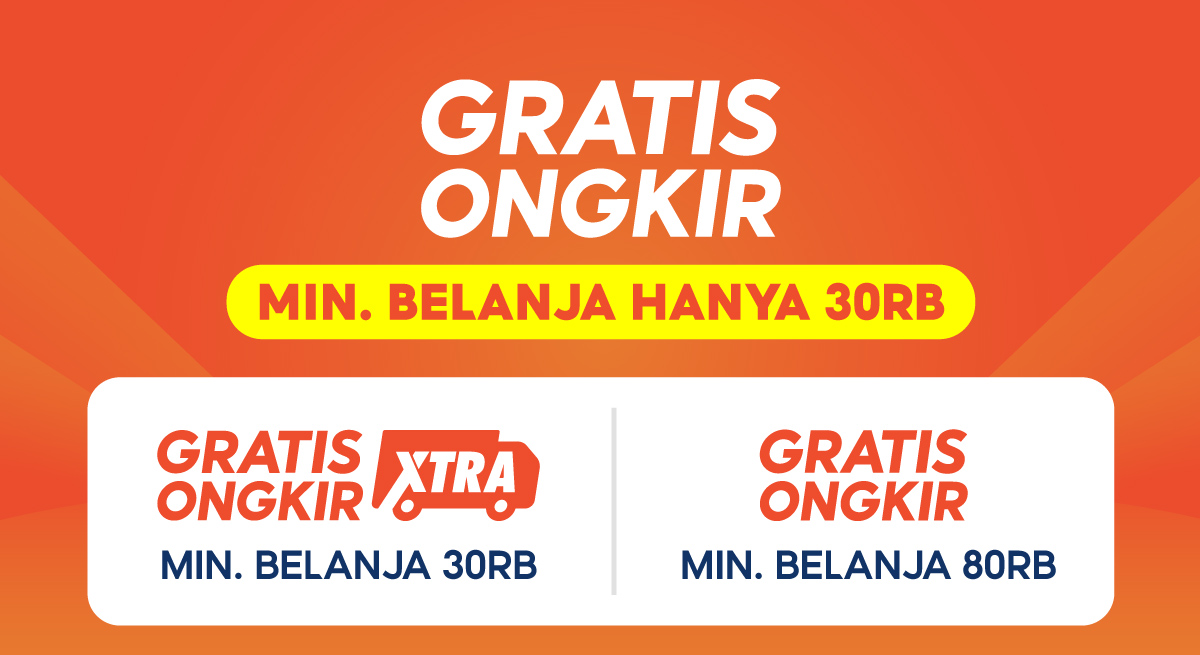 GRATIS
ONGKIR
MIN. BELANJA HANYA 30RB
GRATIS
ONGKIR XTRA
MIN. BELANJA 30RB
GRATIS
ONGKIR
MIN. BELANJA 80RB